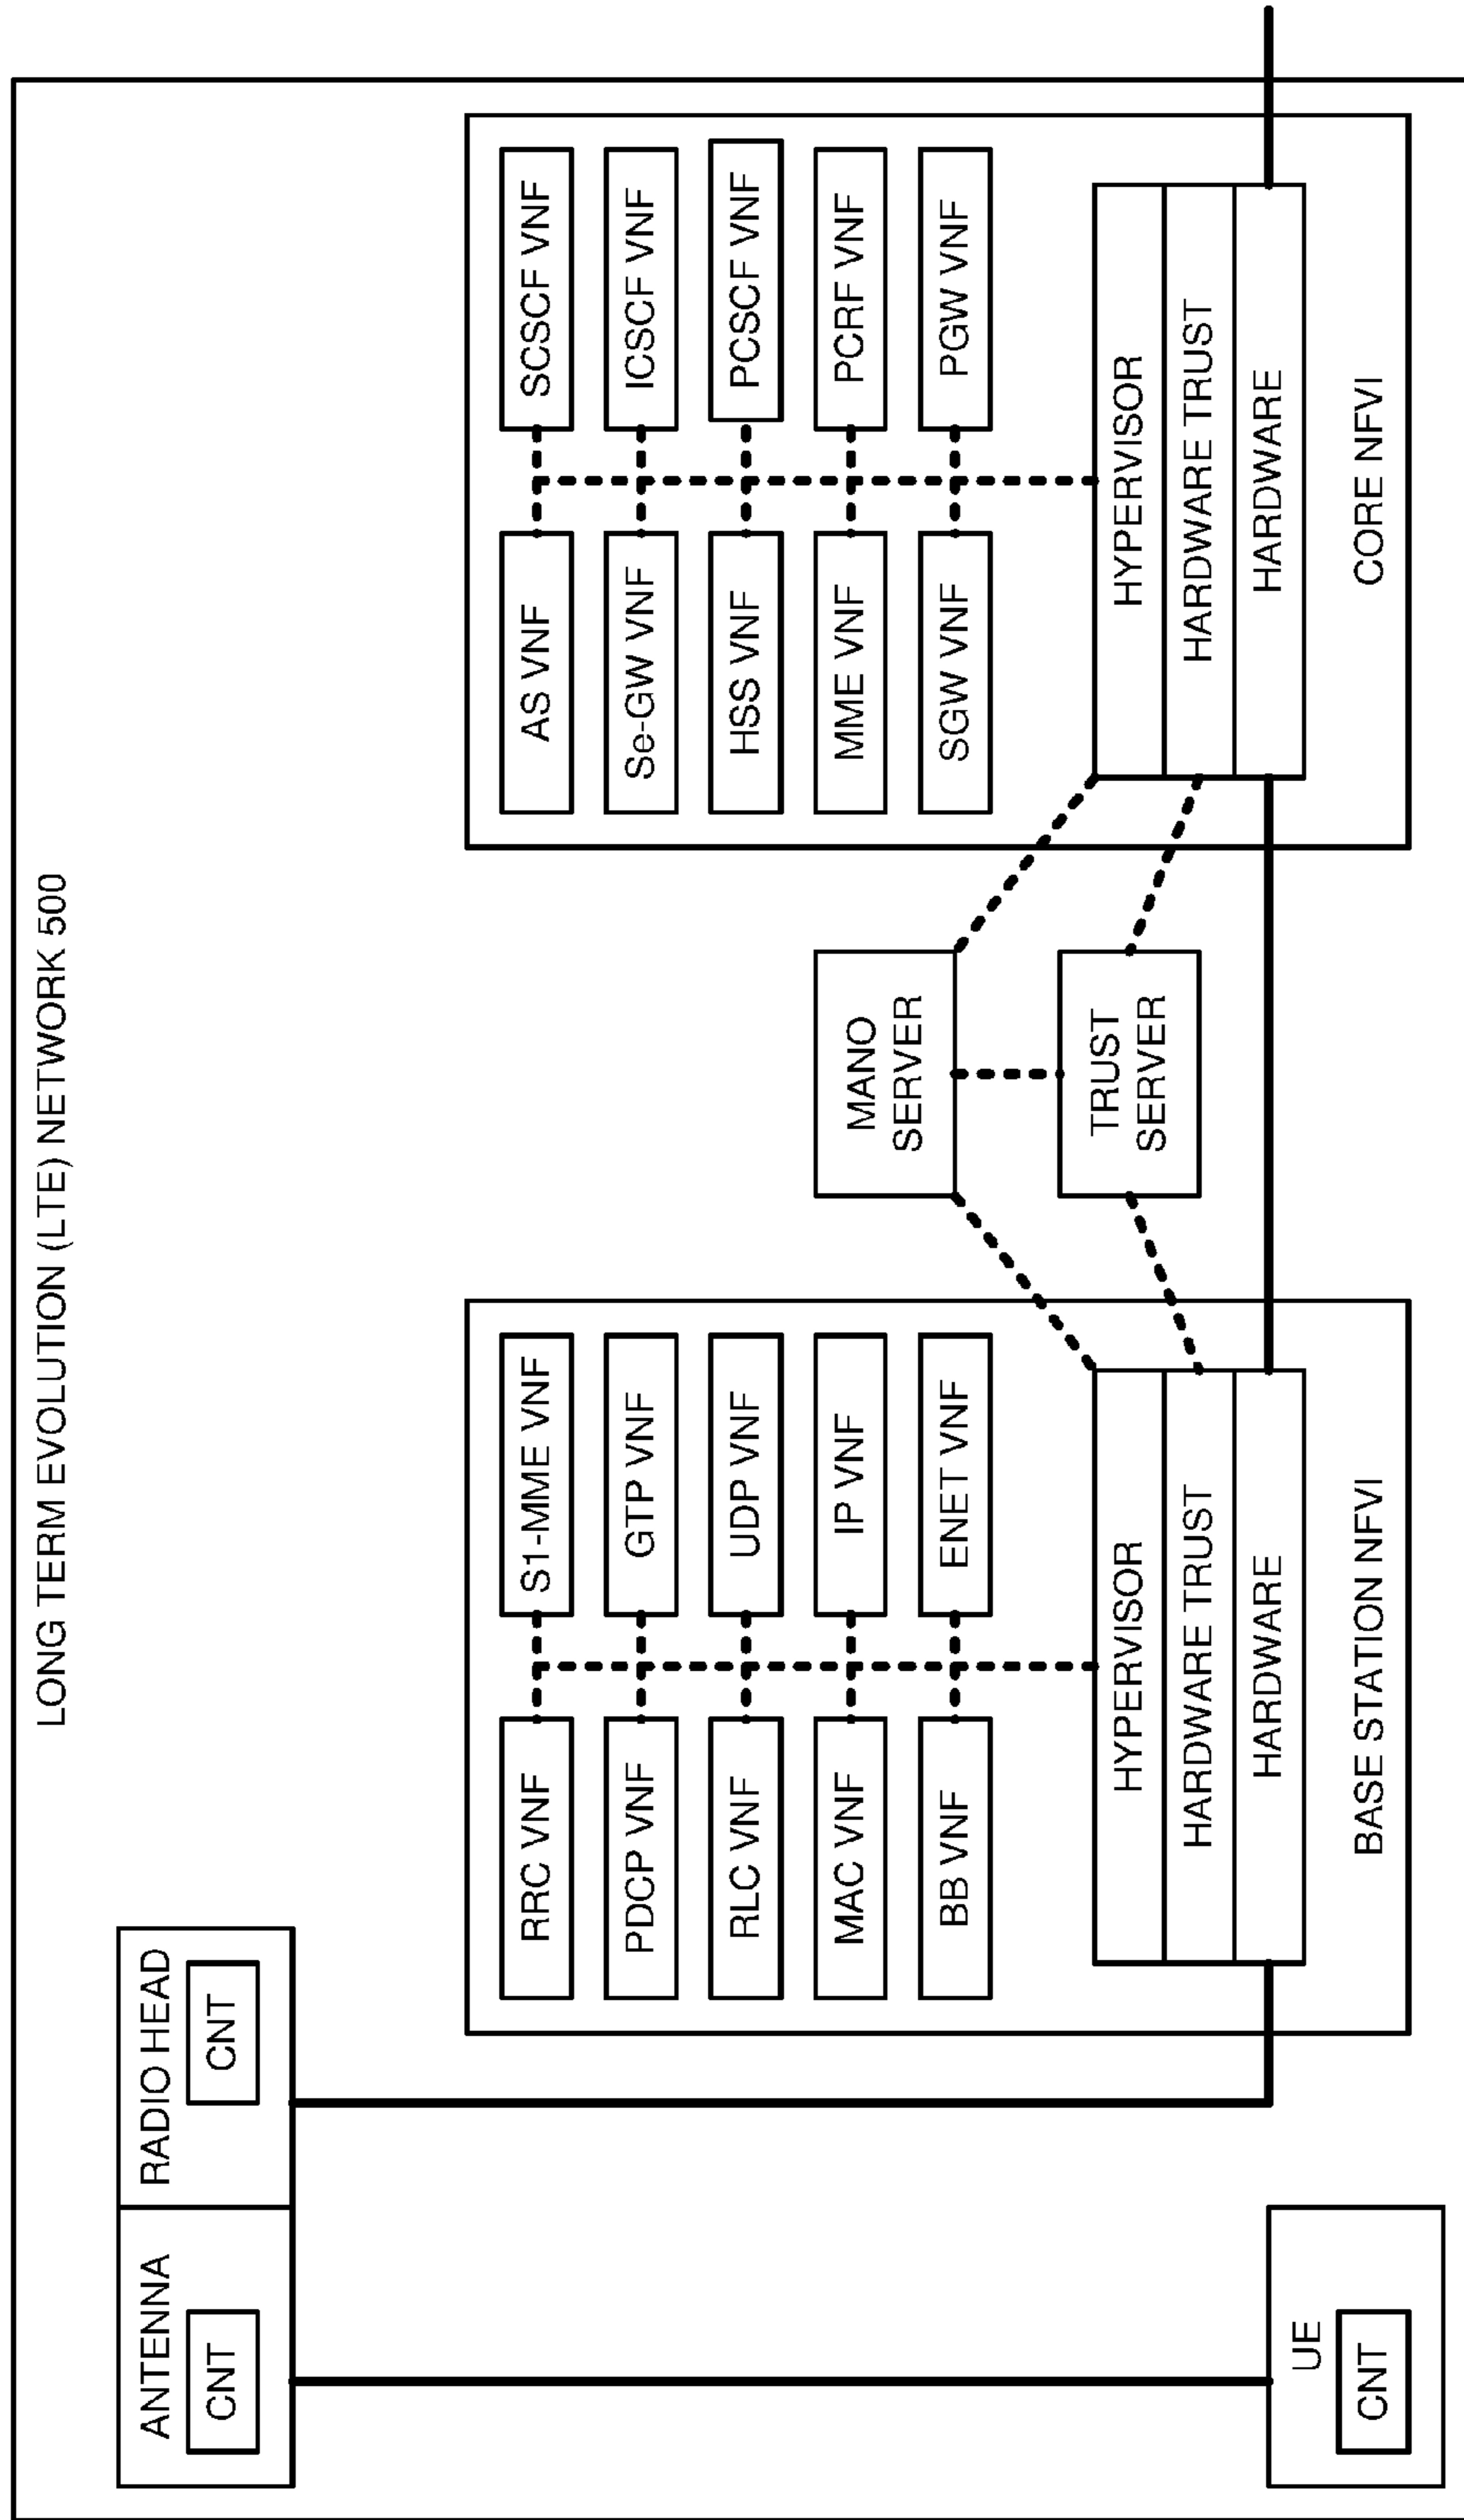 LONG TERM EVOLUTION (LTE) NETWORK 500
ANTENNA
CNT
RADIO HEAD
CNT
UE
CNT
RRC VNF
S1-MME VNF
PDCP VNF
GTP VNF
RLC VNF
UDP VNF
MAC VNF
IP VNF
BB VNF
ENET VNF
HYPERVISOR
HARDWARE TRUST
HARDWARE
BASE STATION NFVI
MANO
SERVER
TRUST
SERVER
AS VNF
SCSCF VNF
Se-GW VNF
ICSCF VNF
HSS VNF
PCSCF VNF
MME VNF
PCRF VNF
SGW VNF
PGW VNF
HYPERVISOR
HARDWARE TRUST
HARDWARE
CORE NFVI